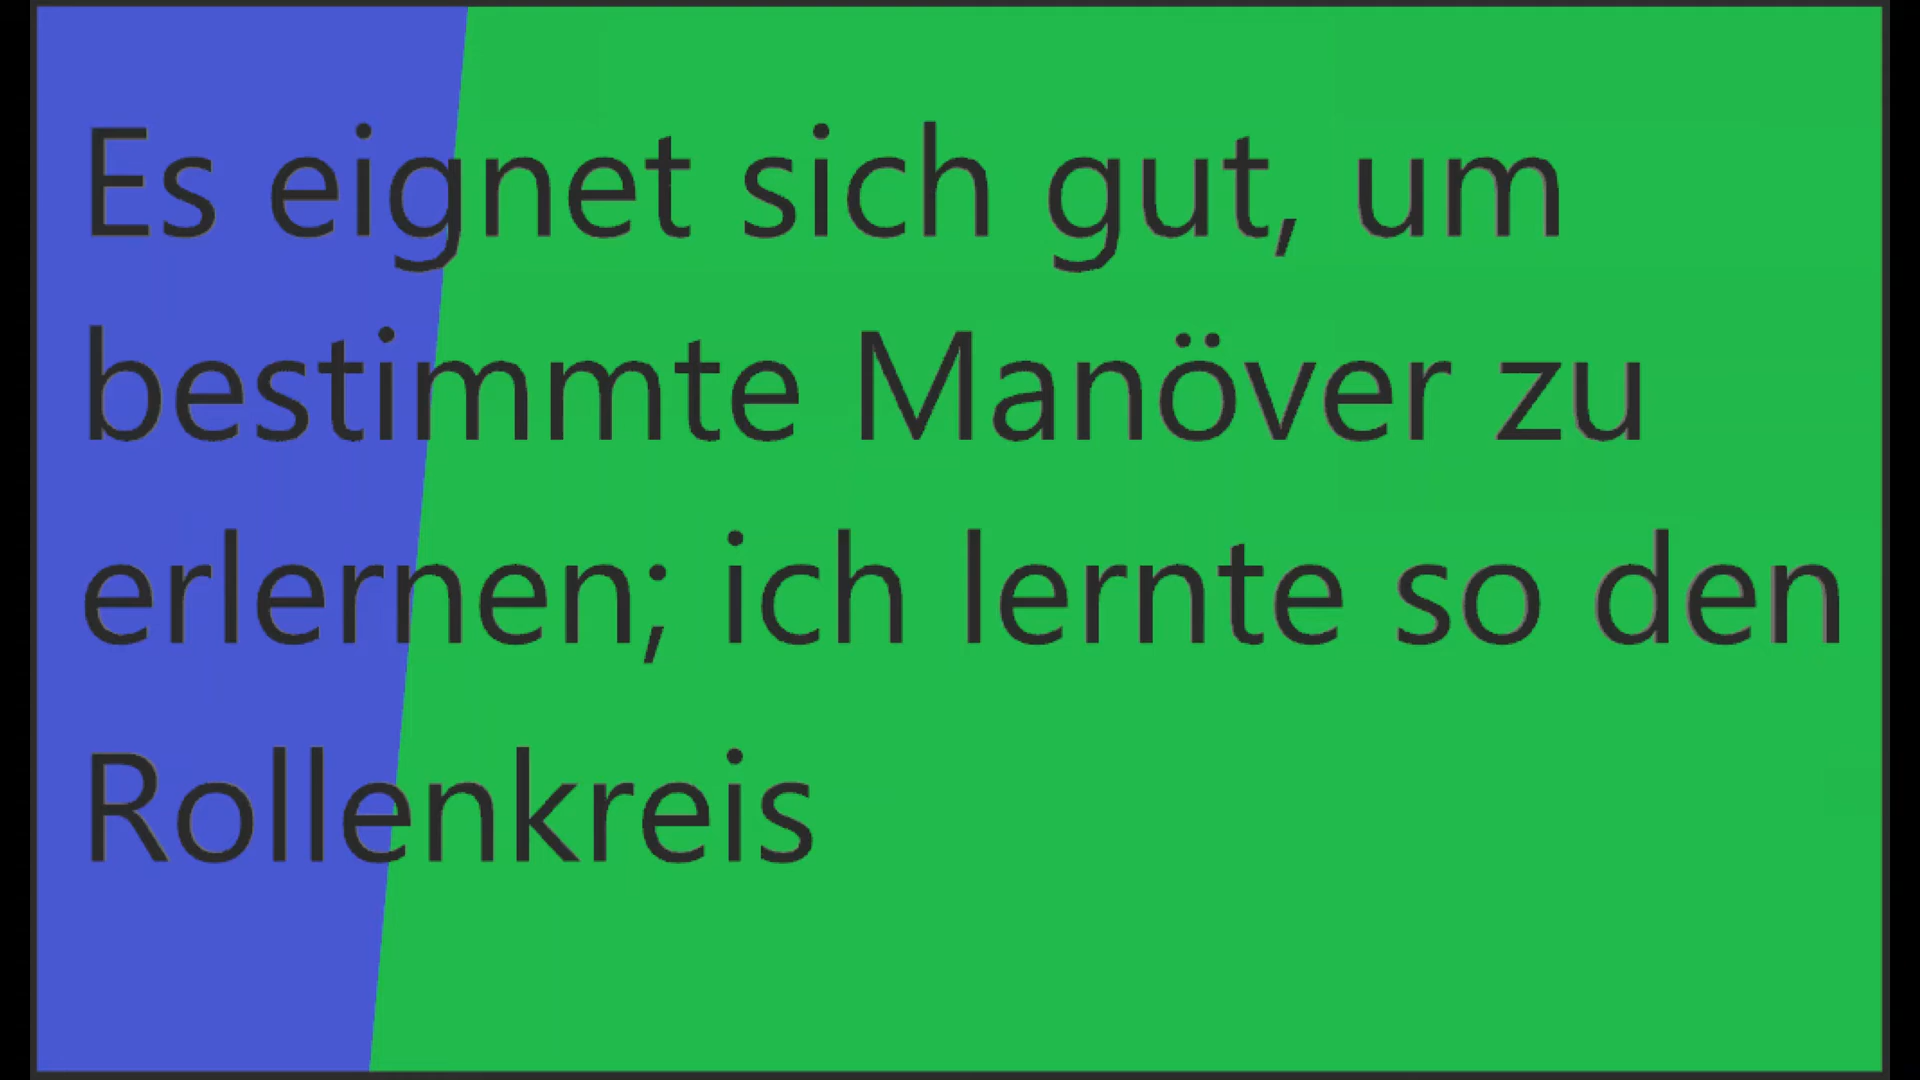 Es eignet sich gut, um
bestimmte Manöver zu
erlernen; ich lernte so den
Rollenkreis